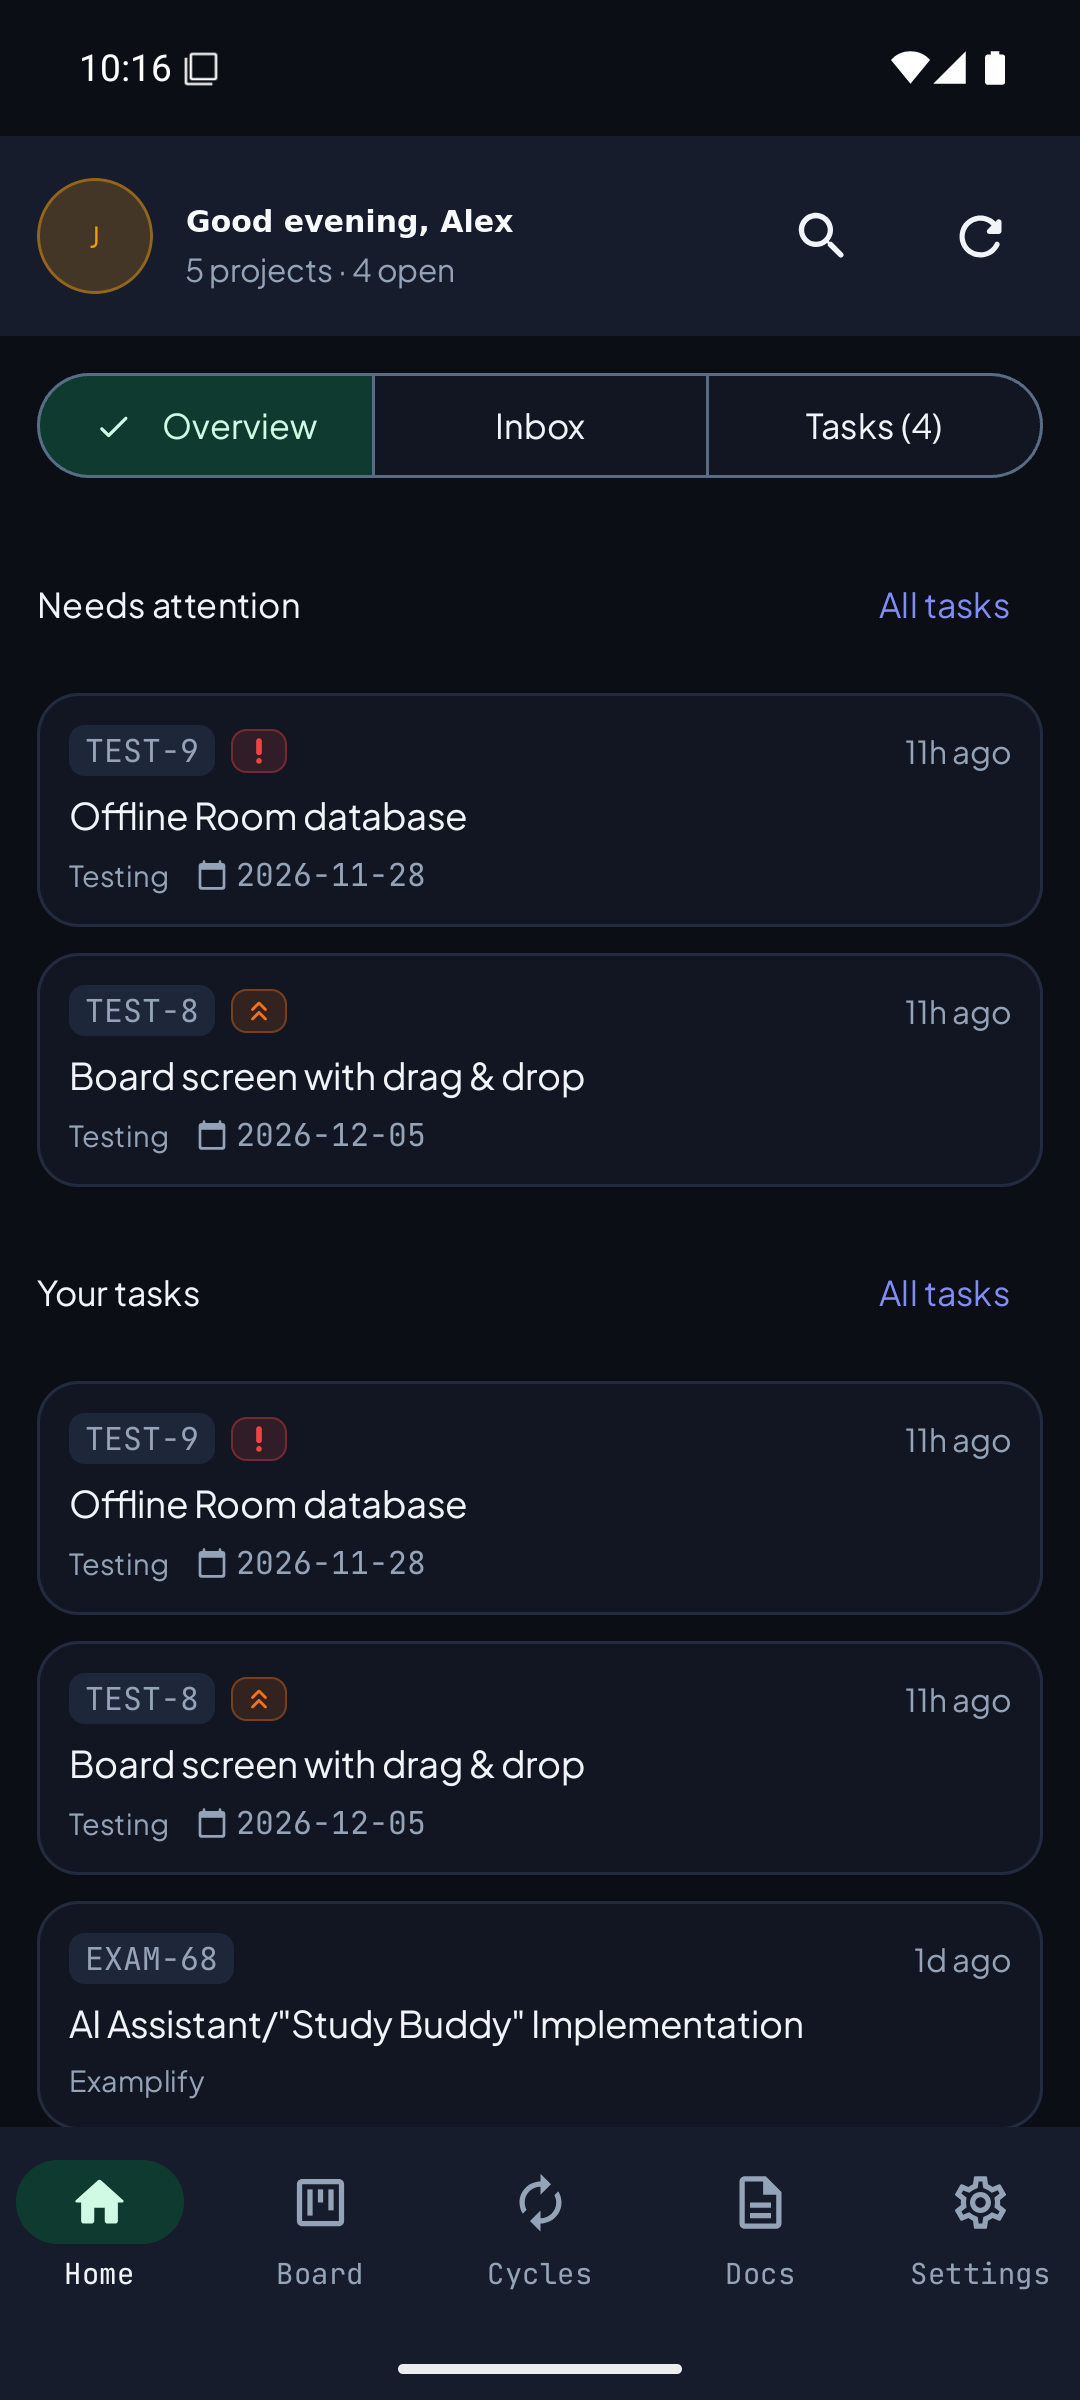 10:16
J
Good evening, Alex
5 projects · 4 open
Overview
Inbox
Tasks (4)
Needs attention
All tasks
TEST-9
11h ago
Offline Room database
Testing
2026-11-28
TEST-8
11h ago
Board screen with drag & drop
Testing
2026-12-05
Your tasks
All tasks
TEST-9
11h ago
Offline Room database
Testing
2026-11-28
TEST-8
11h ago
Board screen with drag & drop
Testing
2026-12-05
EXAM-68
1d ago
AI Assistant/"Study Buddy" Implementation
Examplify
Home
Board
Cycles
Docs
Settings